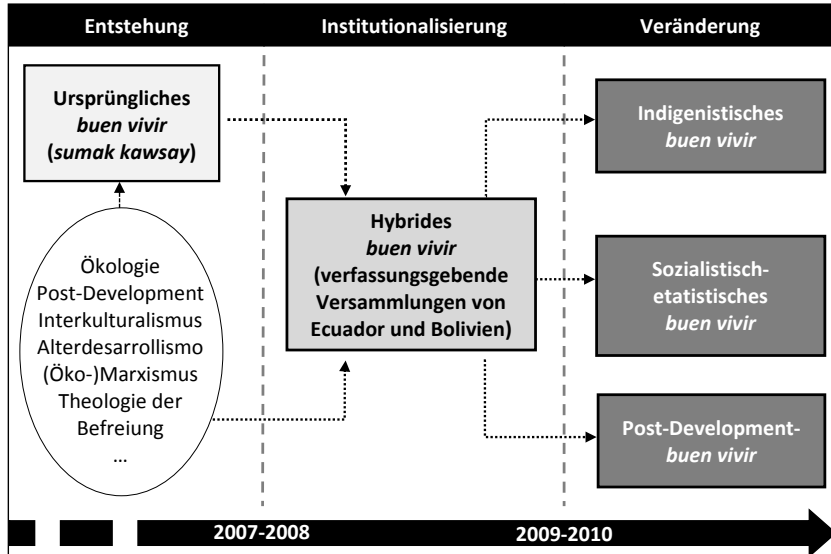 Entstehung
Institutionalisierung
Veränderung
Ursprüngliches
buen vivir
(sumak kawsay)
Ökologie
Post-Development
Interkulturalismus
Alterdesarrollismo
(Öko-)Marxismus
Theologie der
Befreiung
...
Hybrides
buen vivir
(verfassungsgebende
Versammlungen von
Ecuador und Bolivien)
Indigenistisches
buen vivir
Sozialistisch-
etatistisches
buen vivir
Post-Development-
buen vivir
2007-2008
2009-2010